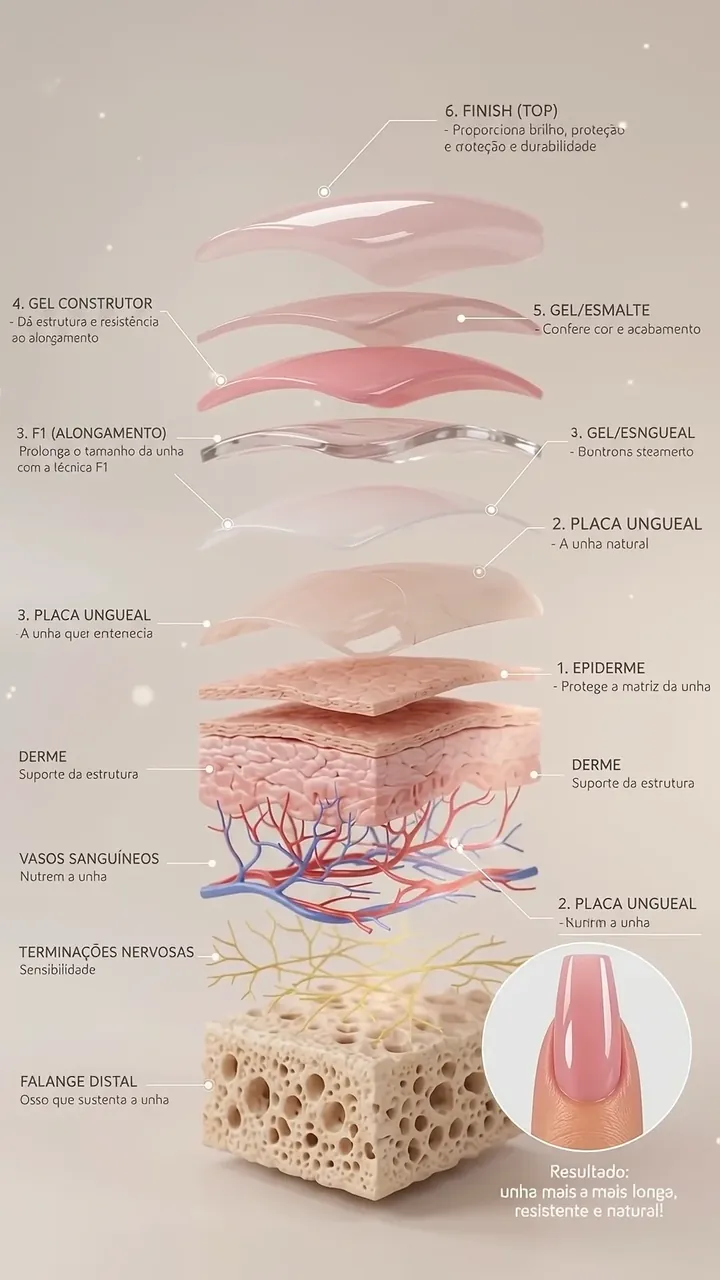 6. FINISH (TOP)
- Proporciona brilho, proteção
e croteção e durabilidade
4. GEL CONSTRUTOR
- Dá estrutura e resistência
ao alongamento
5. GEL/ESMALTE
- Confere cor e acabamento
3. F1 (ALONGAMENTO)
Prolonga o tamanho da unha
com a lécnica F1
3. GEL/ESNGUEAL
- Bontrons steamerto
2. PLACA UNGUEAL
- A unha natural
3. PLACA UNGUEAL
- A unha quer entenecia
1. EPIDERME
- Protege a matriz da unha
DERME
Suporte da estrutura
DERME
Suporte da estrutura
VASOS SANGUÍNEOS
Nutrem a unha
2. PLACA UNGUEAL
- a unha
TERMINAÇÕES NERVOSAS
Sensibilidade
FALANGE DISTAL
Osso que sustenta a unha
Resultado:
unha mais a mais longa,
resistente e natural!